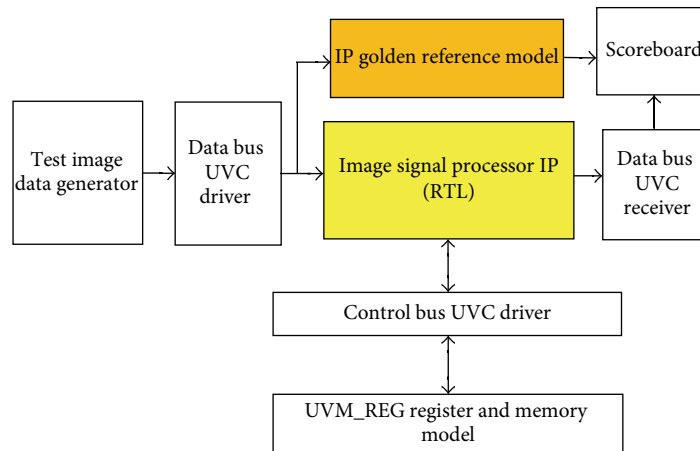 IP golden reference model
Scoreboard
Test image
data generator
Data bus
UVC
driver
Image signal processor IP
(RTL)
Data bus
UVC
receiver
Control bus UVC driver
UVM_REG register and memory
model